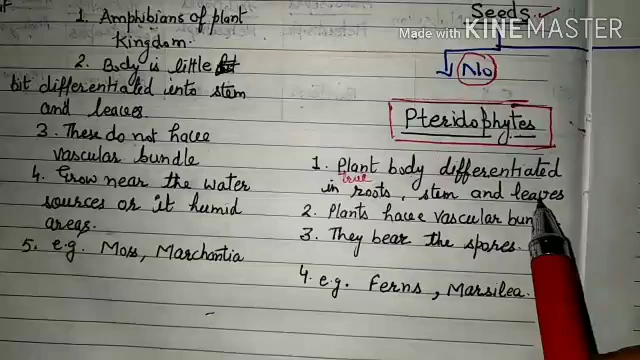 Seeds
Made with KINEMASTER
No
1. Amphibians of plant
Kingdom.
2. Body is little
bit differentiated into stem
and leaves
3. These do not have
vascular bundle
4. Grow near the water
sources or it humid
areas.
5. e.g. Moss, Marchantia
Pteridophytes
1. Plant body differentiated
in true roots, stem and leaves
2. Plants have vascular bun
3. They bear the spores.
4. e.g. Ferns, Marsilea.